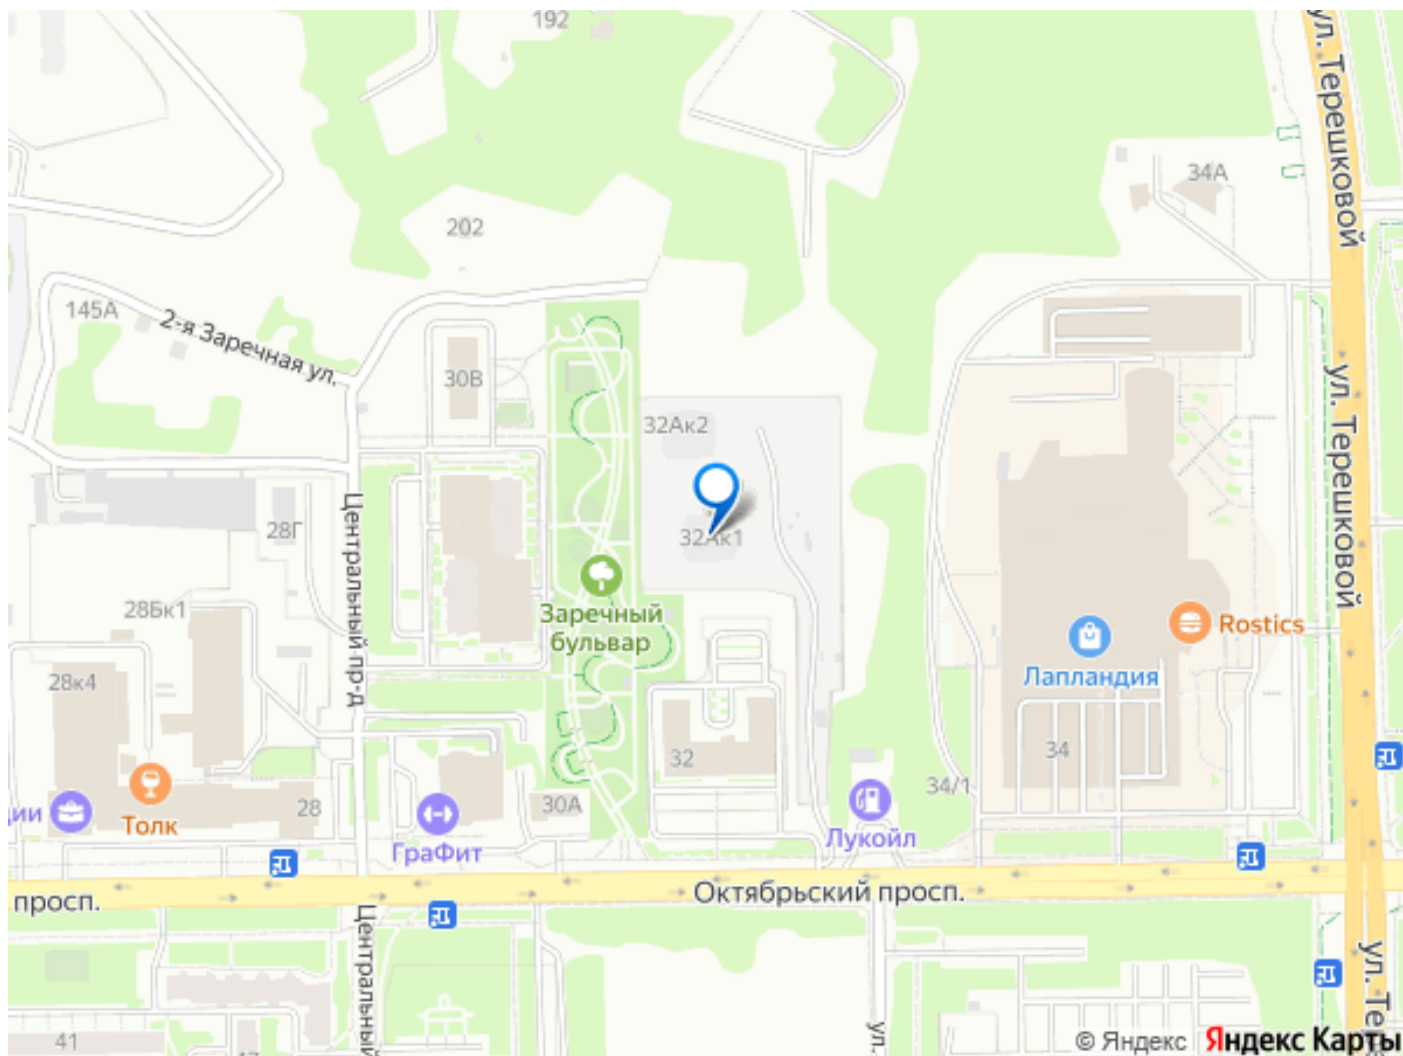 192
ул. Терешковой
34А
202
145А
2-я Заречная ул.
30В
32Ак2
ул. Терешковой
Центральный пр-д
28Г
32Ак1
28Бк1
Заречный
бульвар
Rostics
28к4
Лапландия
32
34
34/1
30А
28
ии
Толк
ГраФит
Лукойл
просп.
Октябрьский просп.
Центральный
ул. Те
ул.
41
© Яндекс
Яндекс Карты